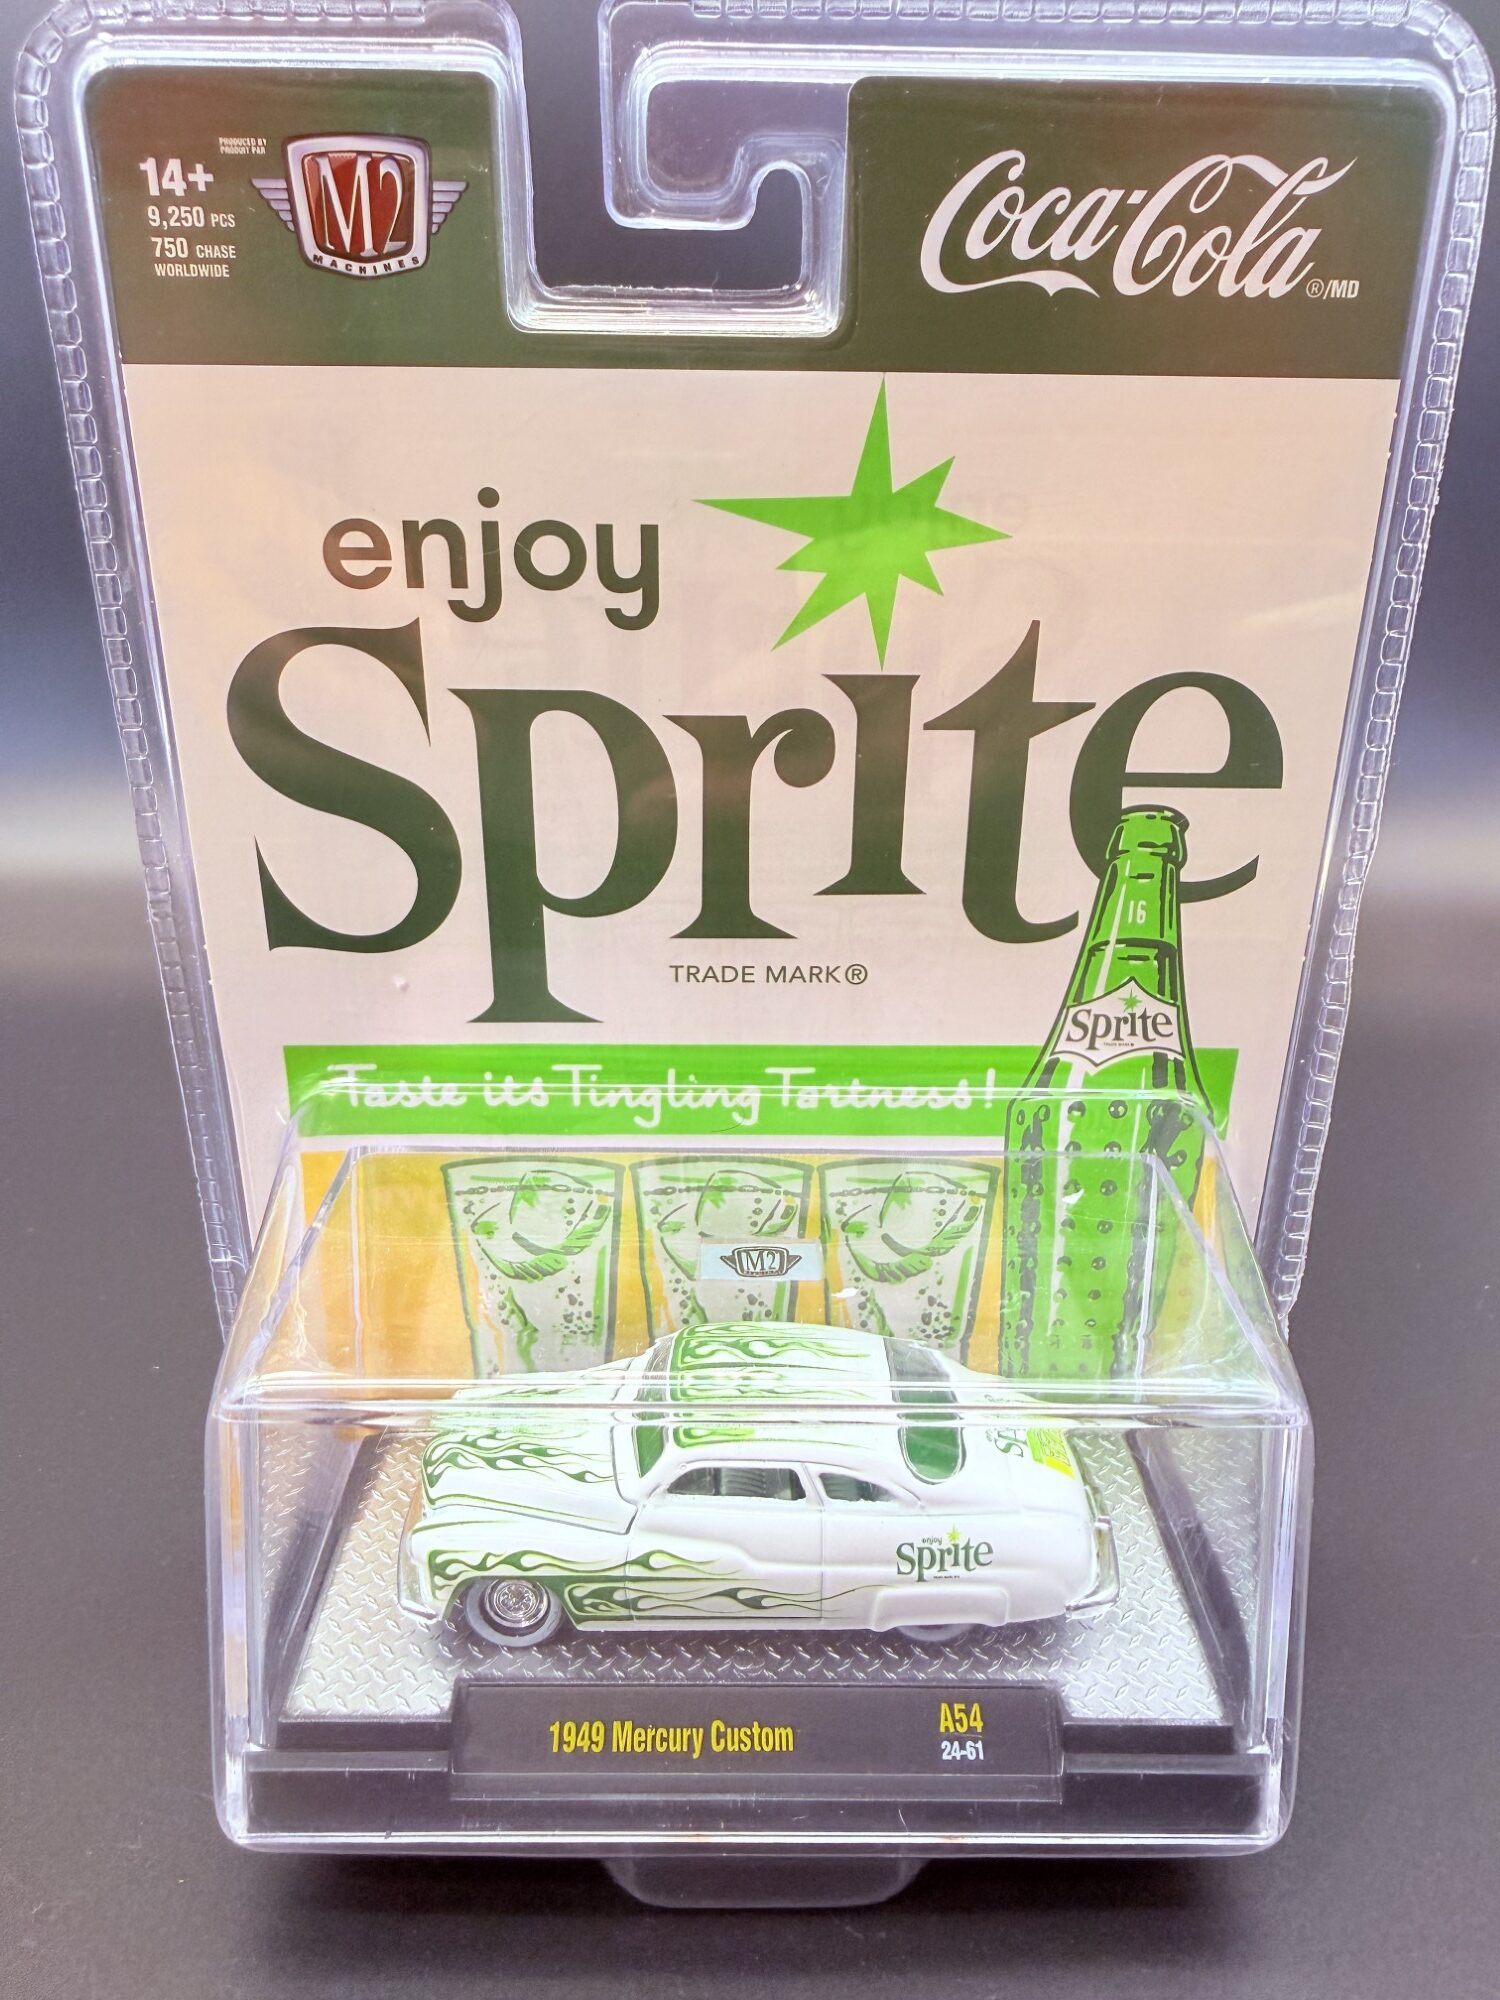 14+
PRODUCED BY
PRODUIT PAR
9,250 PCS
750 CHASE
WORLDWIDE
M2
MACHINES
Coca-Cola ®/MD
enjoy
Sprite
TRADE MARK®
16
Sprite
Taste its Tingling Tartness!
M2
enjoy
Sprite
1949 Mercury Custom
A54
24-61